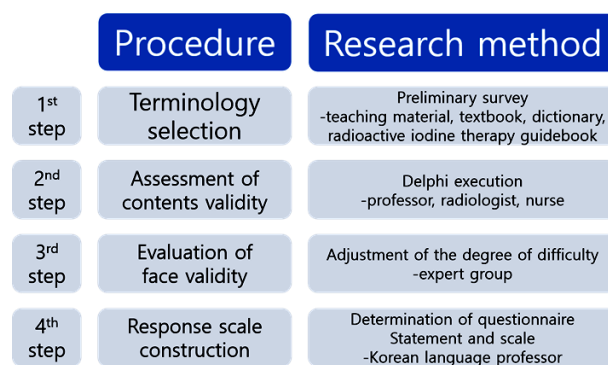 Procedure
Research method
1st
step
Terminology
selection
Preliminary survey
-teaching material, textbook, dictionary,
radioactive iodine therapy guidebook
2nd
step
Assessment of
contents validity
Delphi execution
-professor, radiologist, nurse
3rd
step
Evaluation of
face validity
Adjustment of the degree of difficulty
-expert group
4th
step
Response scale
construction
Determination of questionnaire
Statement and scale
-Korean language professor